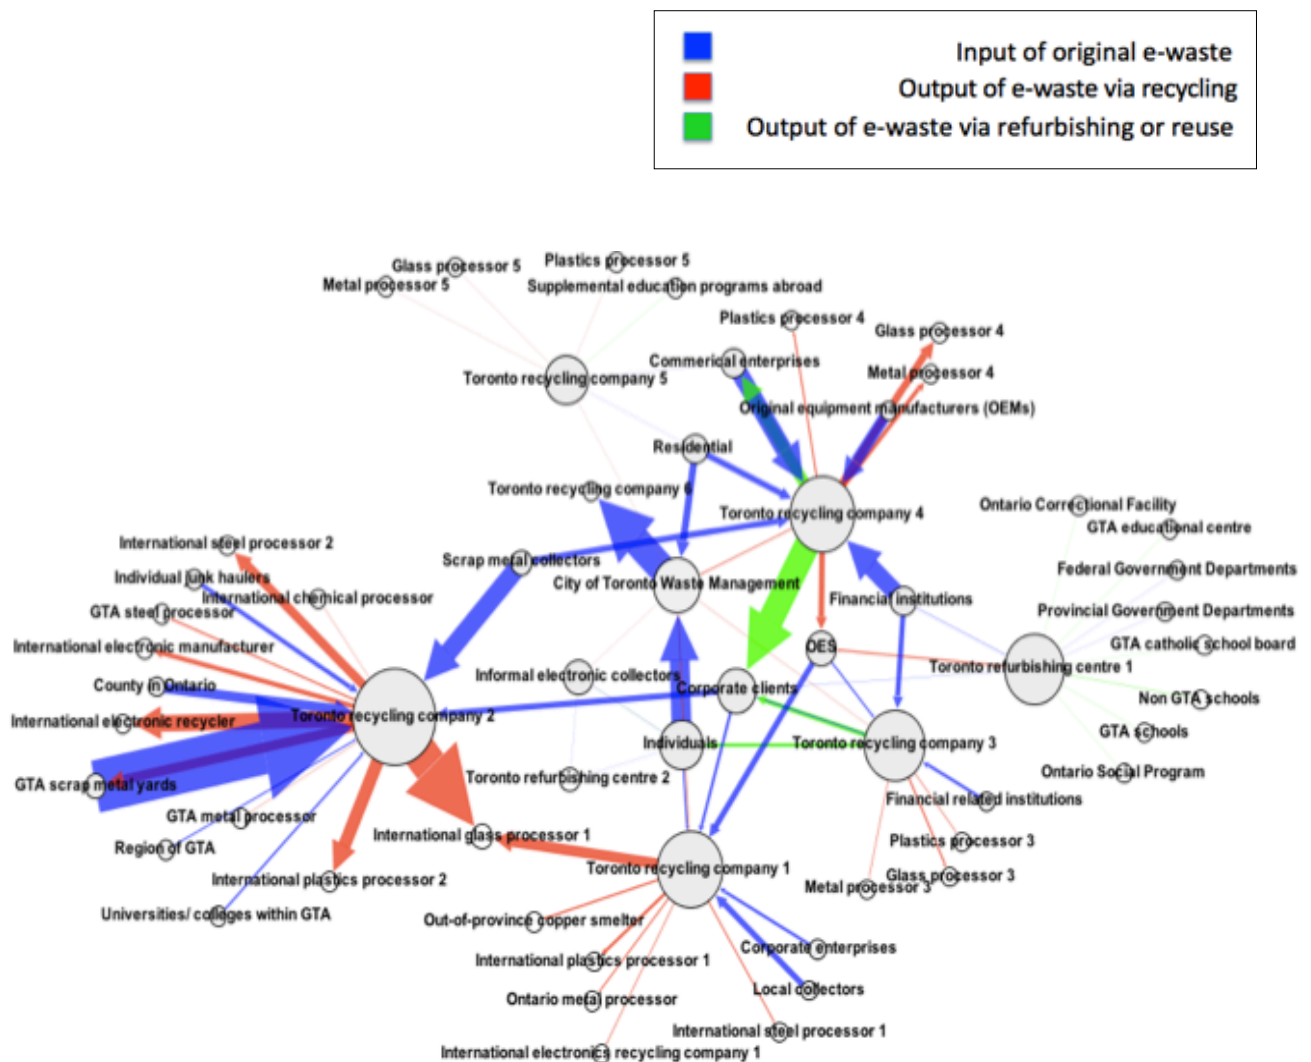 Input of original e-waste
Output of e-waste via recycling
Output of e-waste via refurbishing or reuse
Plastics processor 5
Glass processor 5
Metal processor 5
Supplemental education programs abroad
Plastics processor 4
Glass processor 4
Commerical enterprises
Metal processor 4
Toronto recycling company 5
Original equipment manufacturers (OEMs)
Residential
Toronto recycling company 6
Ontario Correctional Facility
Toronto recycling company 4
GTA educational centre
International steel processor 2
Scrap metal collectors
Federal Government Departments
Individual junk haulers
City of Toronto Waste Management
International chemical processor
Financial institutions
GTA steel processor
Provincial Government Departments
International electronic manufacturer
OES
GTA catholic school board
Toronto refurbishing centre 1
Informal electronic collectors
County in Ontario
Corporate clients
Non GTA schools
Toronto recycling company 2
International electronic recycler
GTA schools
Individuals
Toronto recycling company 3
Ontario Social Program
Toronto refurbishing centre 2
GTA scrap metal yards
Financial related institutions
GTA metal processor
International glass processor 1
Plastics processor 3
Region of GTA
Toronto recycling company 1
Glass processor 3
International plastics processor 2
Metal processor 3
Universities/ colleges within GTA
Out-of-province copper smelter
Corporate enterprises
International plastics processor 1
Local collectors
Ontario metal processor
International steel processor 1
International electronics recycling company 1